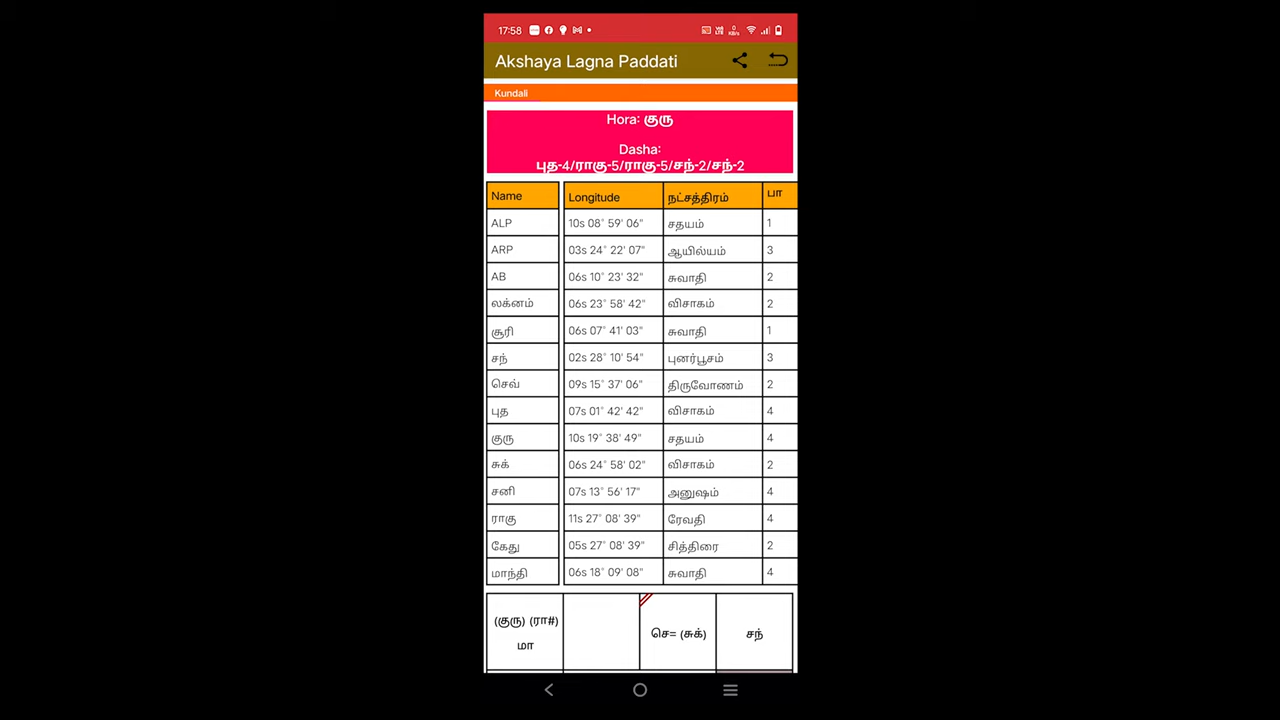 17:58
Akshaya Lagna Paddati
Kundali
Hora: குரு
Dasha:
புத-4/ராகு-5/ராகு-5/சந்-2/சந்-2
Name Longitude நட்சத்திரம் பா
ALP 10s 08° 59' 06" சதயம் 1
ARP 03s 24° 22' 07" ஆயில்யம் 3
AB 06s 10° 23' 32" சுவாதி 2
லக்னம் 06s 23° 58' 42" விசாகம் 2
சூரி 06s 07° 41' 03" சுவாதி 1
சந் 02s 28° 10' 54" புனர்பூசம் 3
செவ் 09s 15° 37' 06" திருவோணம் 2
புத 07s 01° 42' 42" விசாகம் 4
குரு 10s 19° 38' 49" சதயம் 4
சுக் 06s 24° 58' 02" விசாகம் 2
சனி 07s 13° 56' 17" அனுஷம் 4
ராகு 11s 27° 08' 39" ரேவதி 4
கேது 05s 27° 08' 39" சித்திரை 2
மாந்தி 06s 18° 09' 08" சுவாதி 4
(குரு) (ரா#)
மா
செ= (சுக்)
சந்